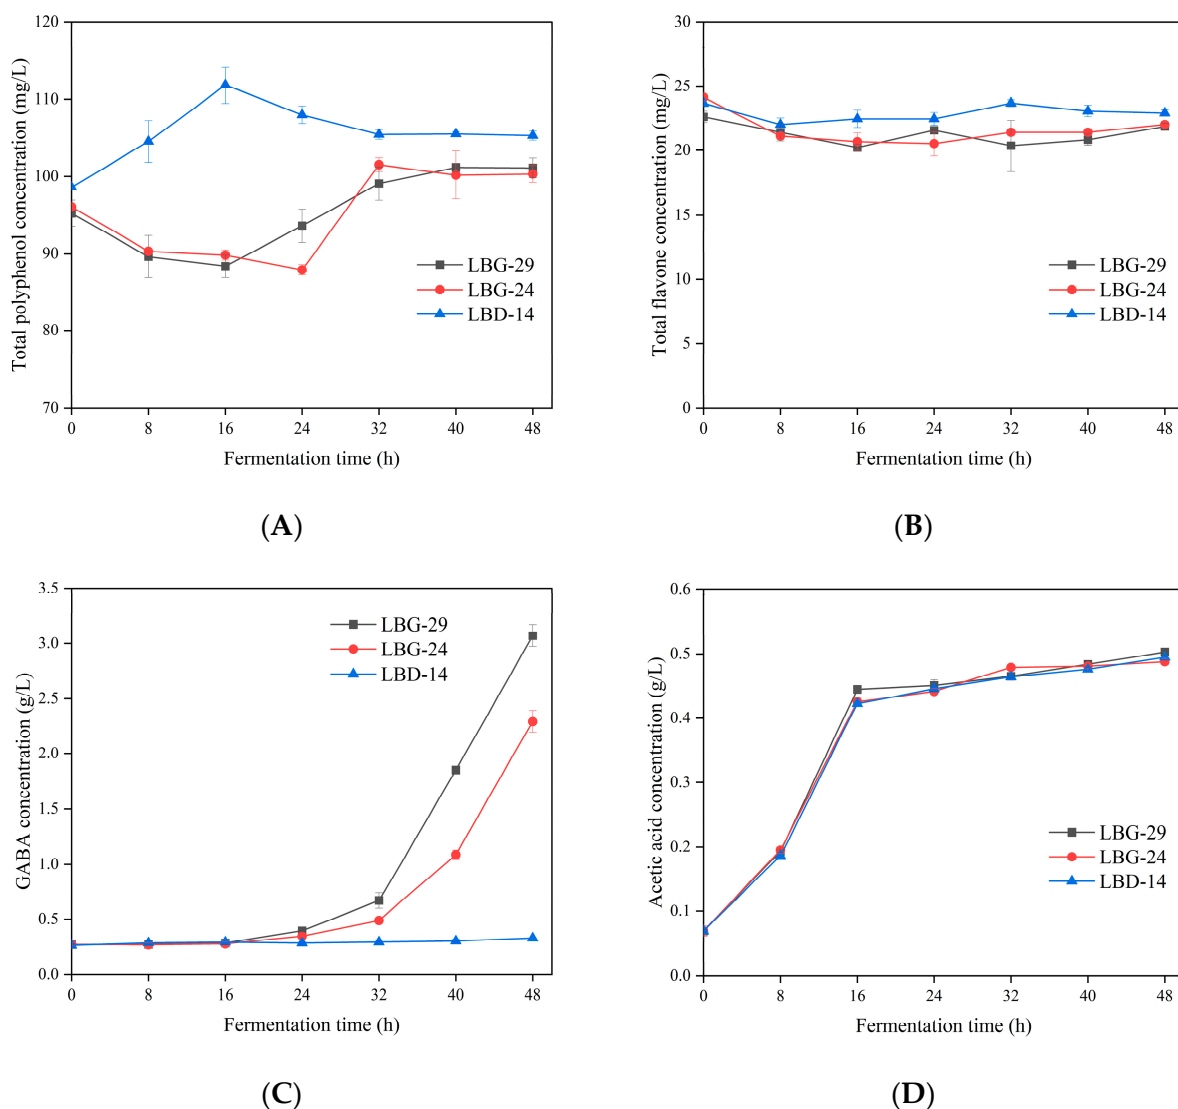 120
110
100
90
80
70
Total polyphenol concentration (mg/L)
LBG-29
LBG-24
LBD-14
0 8 16 24 32 40 48
Fermentation time (h)
(A)
30
25
20
15
10
5
0
Total flavone concentration (mg/L)
LBG-29
LBG-24
LBD-14
0 8 16 24 32 40 48
Fermentation time (h)
(B)
3.5
3.0
2.5
2.0
1.5
1.0
0.5
0.0
GABA concentration (g/L)
LBG-29
LBG-24
LBD-14
0 8 16 24 32 40 48
Fermentation time (h)
(C)
0.6
0.5
0.4
0.3
0.2
0.1
0.0
Acetic acid concentration (g/L)
LBG-29
LBG-24
LBD-14
0 8 16 24 32 40 48
Fermentation time (h)
(D)